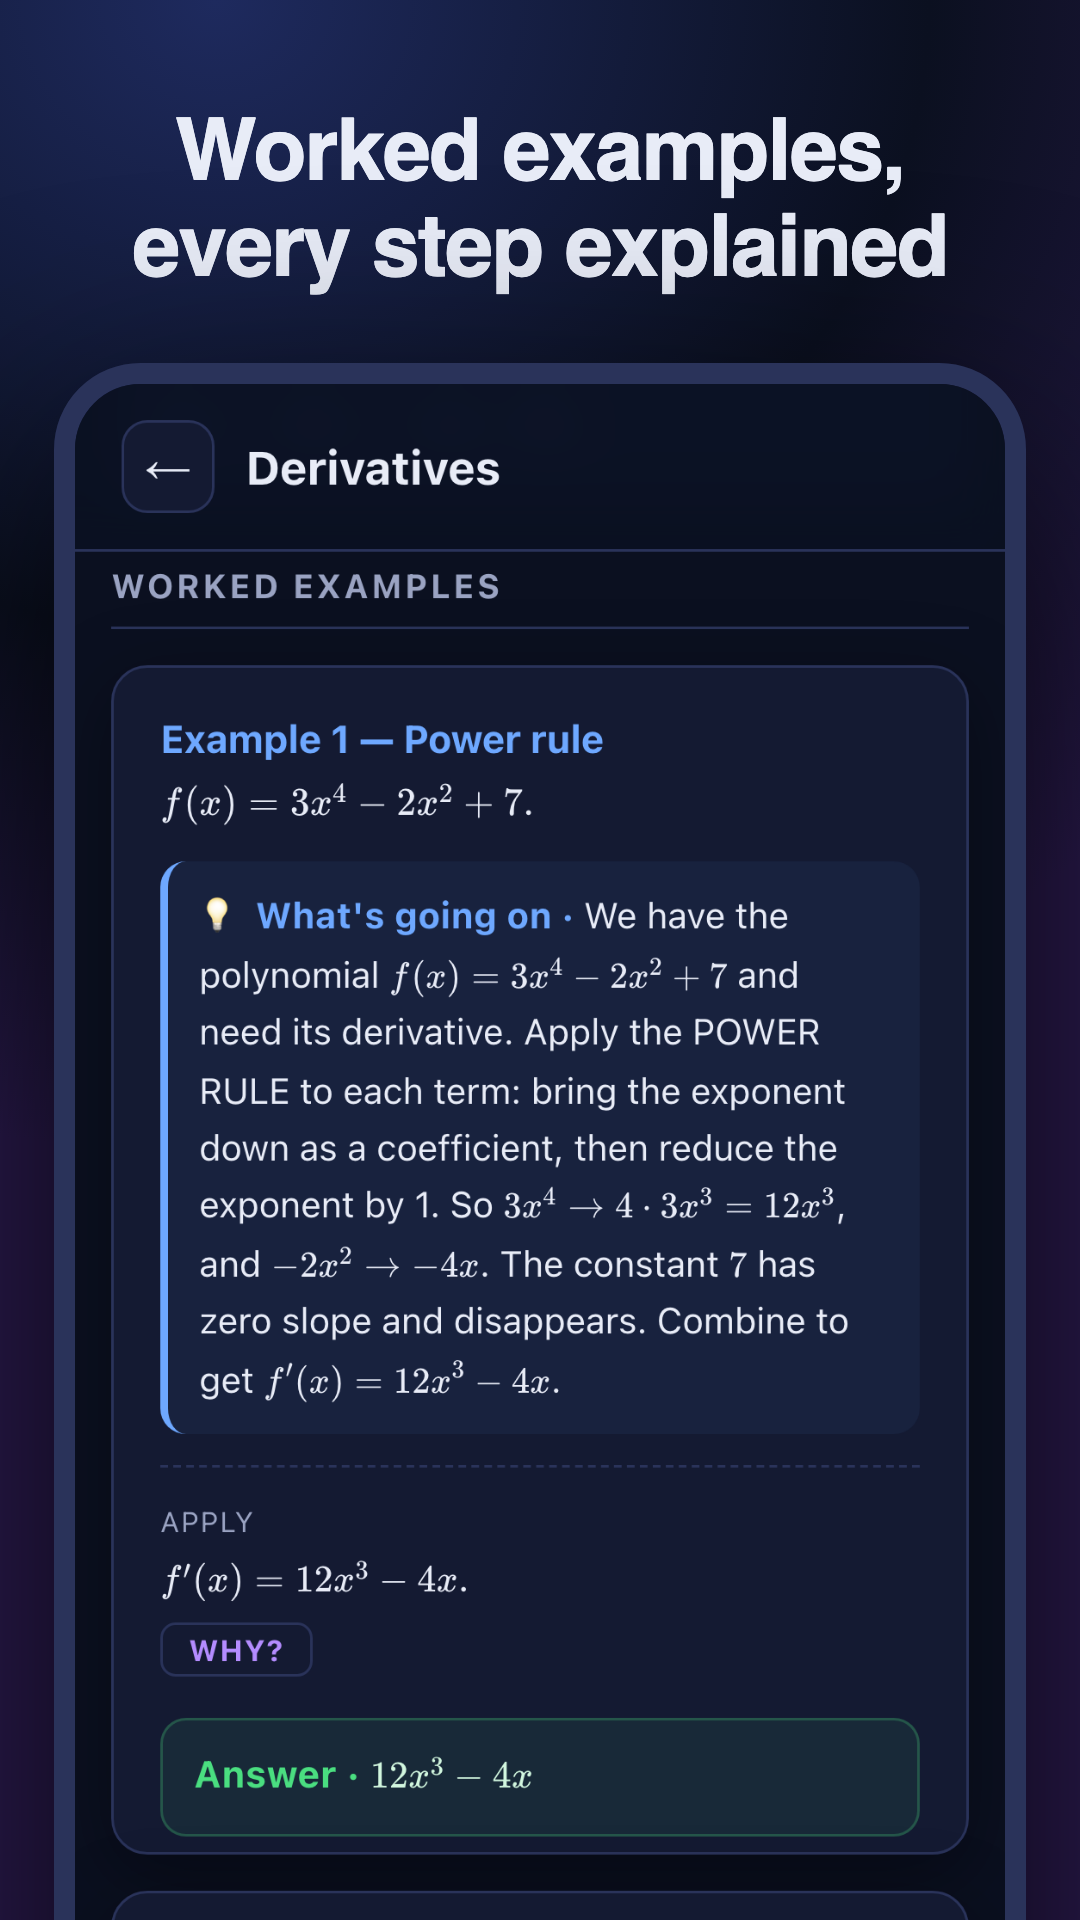 Worked examples,
every step explained
← Derivatives
WORKED EXAMPLES
Example 1 — Power rule
f(x) = 3x⁴ − 2x² + 7.
💡 What's going on · We have the
polynomial f(x) = 3x⁴ − 2x² + 7 and
need its derivative. Apply the POWER
RULE to each term: bring the exponent
down as a coefficient, then reduce the
exponent by 1. So 3x⁴ → 4 · 3x³ = 12x³,
and −2x² → −4x. The constant 7 has
zero slope and disappears. Combine to
get f′(x) = 12x³ − 4x.
APPLY
f′(x) = 12x³ − 4x.
WHY?
Answer · 12x³ − 4x